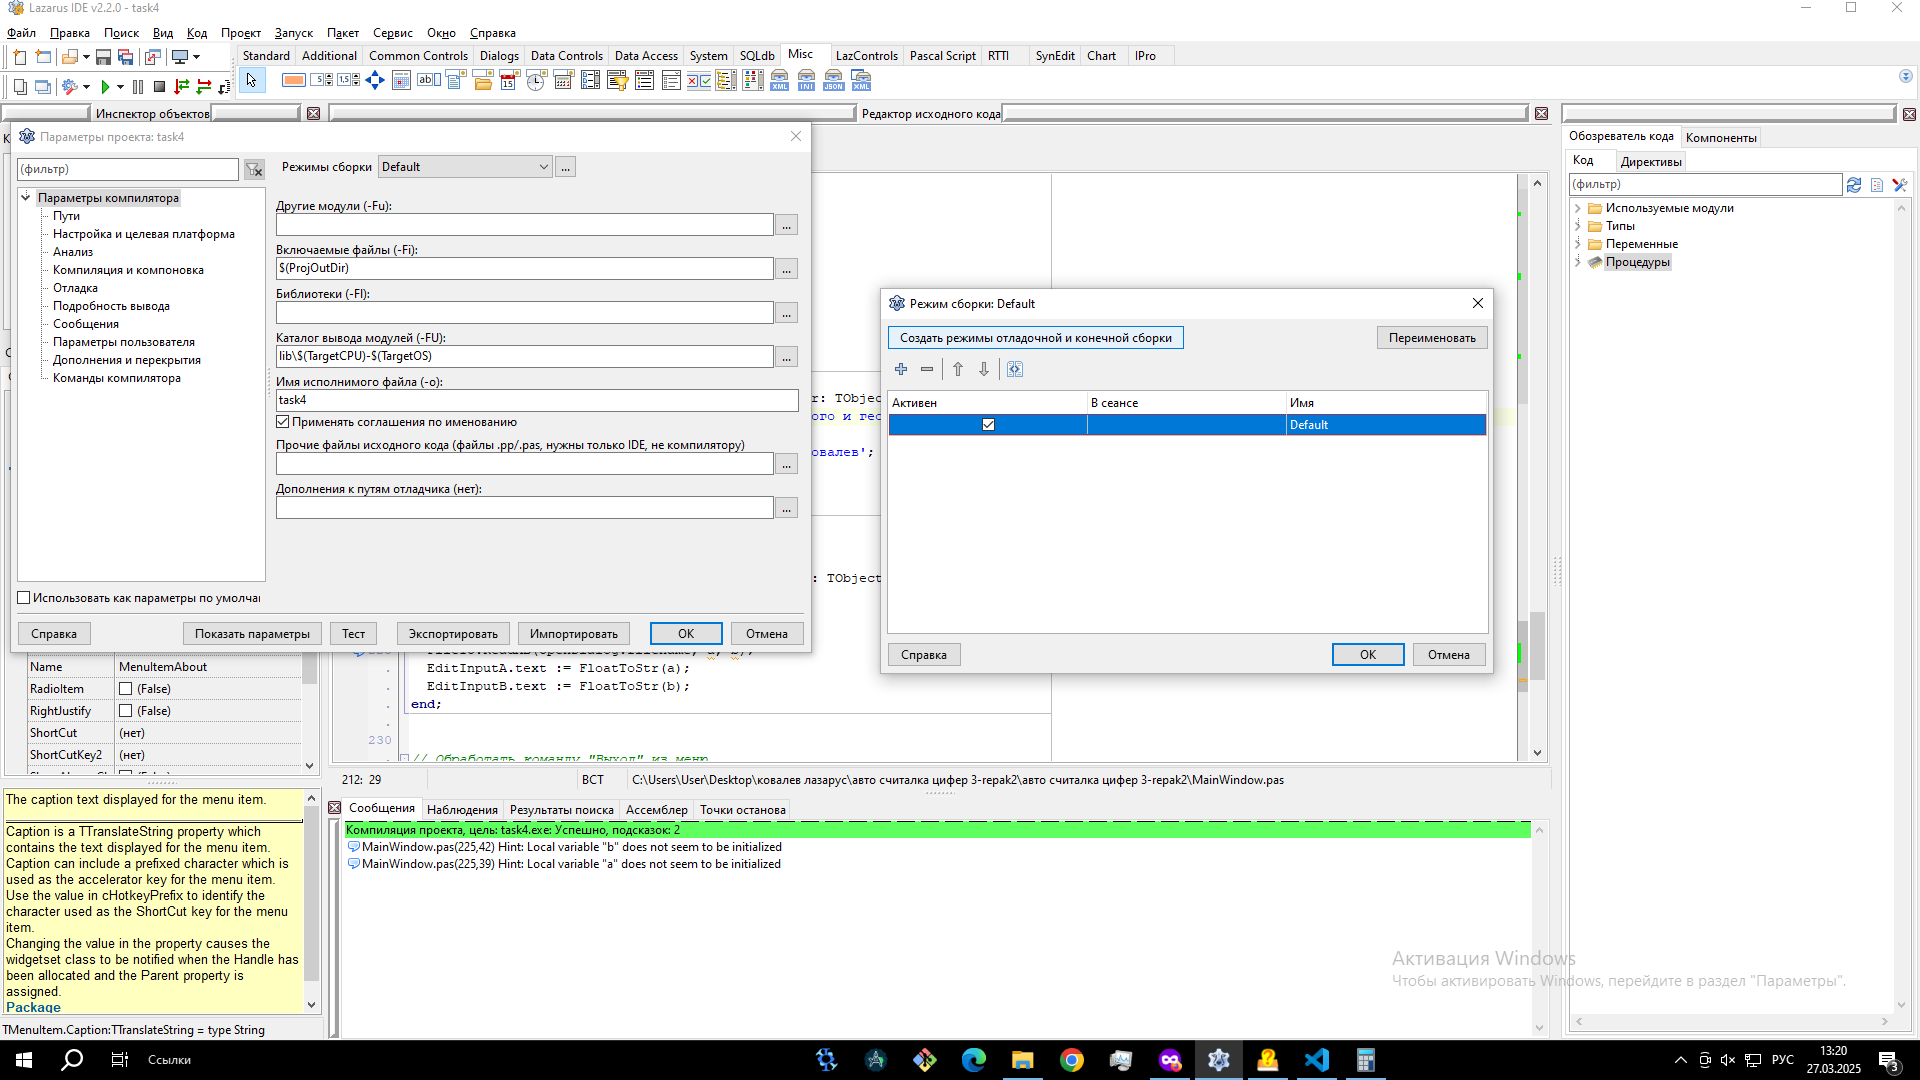 Lazarus IDE v2.2.0 - task4
Файл Правка Поиск Вид Код Проект Запуск Пакет Сервис Окно Справка
Standard Additional Common Controls Dialogs Data Controls Data Access System SQLdb Misc LazControls Pascal Script RTTI SynEdit Chart IPro
Инспектор объектов
Редактор исходного кода
Параметры проекта: task4
(фильтр)
Режимы сборки Default ...
Параметры компилятора
Пути
Настройка и целевая платформа
Анализ
Компиляция и компоновка
Отладка
Подробность вывода
Сообщения
Параметры пользователя
Дополнения и перекрытия
Команды компилятора
Другие модули (-Fu):
...
Включаемые файлы (-Fi):
$(ProjOutDir) ...
Библиотеки (-Fl):
...
Каталог вывода модулей (-FU):
lib\$(TargetCPU)-$(TargetOS) ...
Имя исполнимого файла (-o):
task4
Применять соглашения по именованию
Прочие файлы исходного кода (файлы .pp/.pas, нужны только IDE, не компилятору)
...
Дополнения к путям отладчика (нет):
...
Использовать как параметры по умолчан
Справка Показать параметры Тест Экспортировать Импортировать ОК Отмена
r: TObjec
ого и гео
овалев';
: TObject
Режим сборки: Default
Создать режимы отладочной и конечной сборки Переименовать
Активен В сеансе Имя
Default
Справка ОК Отмена
Обозреватель кода Компоненты
Код Директивы
(фильтр)
Используемые модули
Типы
Переменные
Процедуры
Name MenuItemAbout
RadioItem (False)
RightJustify (False)
ShortCut (нет)
ShortCutKey2 (нет)
EditInputA.text := FloatToStr(a);
EditInputB.text := FloatToStr(b);
end;
230
// Обработать команду "Выход" из меню
212: 29 ВСТ C:\Users\User\Desktop\ковалев лазарус\авто считалка цифер 3-repak2\авто считалка цифер 3-repak2\MainWindow.pas
The caption text displayed for the menu item.
Caption is a TTranslateString property which
contains the text displayed for the menu item.
Caption can include a prefixed character which is
used as the accelerator key for the menu item.
Use the value in cHotkeyPrefix to identify the
character used as the ShortCut key for the menu
item.
Changing the value in the property causes the
widgetset class to be notified when the Handle has
been allocated and the Parent property is
assigned.
Package
TMenuItem.Caption:TTranslateString = type String
Сообщения Наблюдения Результаты поиска Ассемблер Точки останова
Компиляция проекта, цель: task4.exe: Успешно, подсказок: 2
MainWindow.pas(225,42) Hint: Local variable "b" does not seem to be initialized
MainWindow.pas(225,39) Hint: Local variable "a" does not seem to be initialized
Активация Windows
Чтобы активировать Windows, перейдите в раздел "Параметры".
Ссылки
РУС
13:20
27.03.2025
3